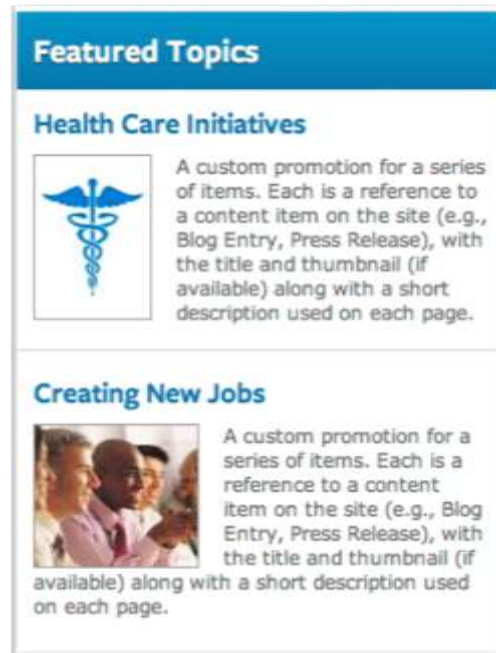 Featured Topics
Health Care Initiatives
A custom promotion for a series
of items. Each is a reference to
a content item on the site (e.g.,
Blog Entry, Press Release), with
the title and thumbnail (if
available) along with a short
description used on each page.
Creating New Jobs
A custom promotion for a
series of items. Each is a
reference to a content
item on the site (e.g., Blog
Entry, Press Release), with
the title and thumbnail (if
available) along with a short description used
on each page.